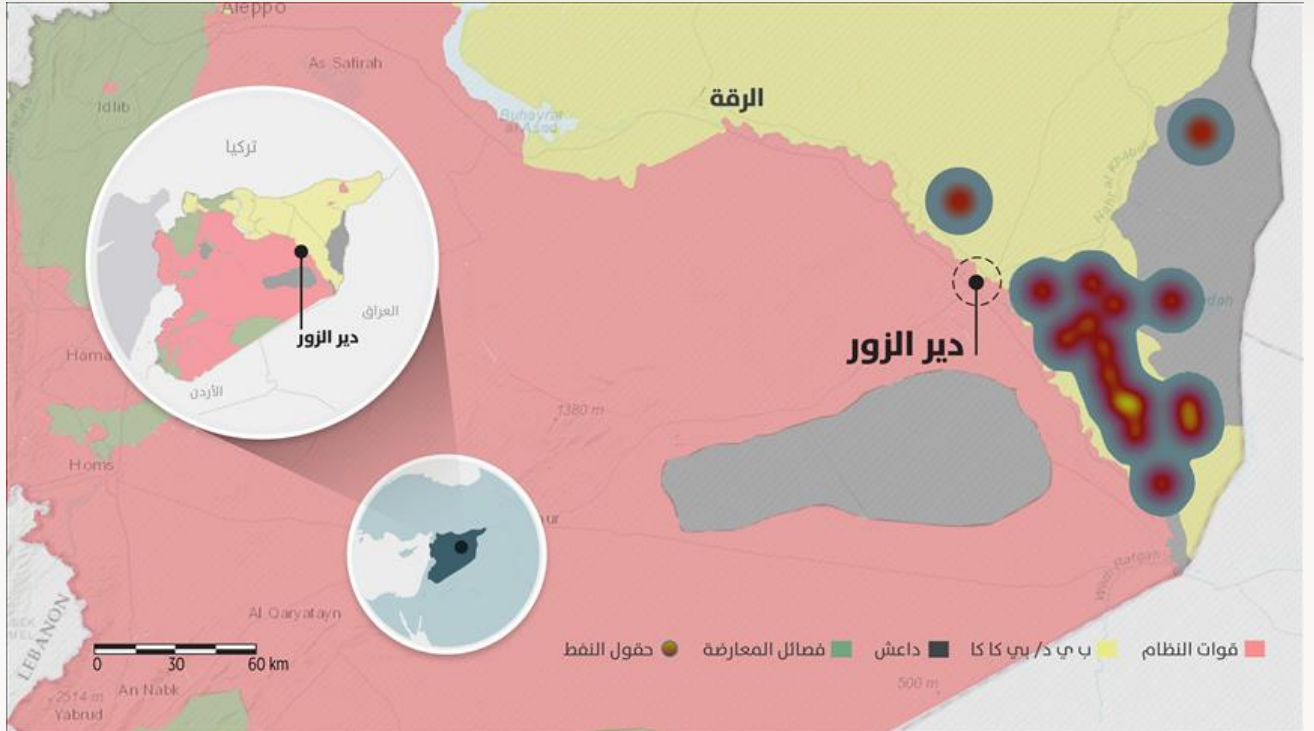 Aleppo
As Safirah
Idlib
الرقة
Buhayrat
al Asad
Nahr al Khabur
تركيا
العراق
دير الزور
الأردن
دير الزور
Hama
1380 m
Homs
Al Qaryatayn
LEBANON
0 30 60 km
قوات النظام
ب ي د/ بي كا كا
داعش
فصائل المعارضة
حقول النفط
500 m
2514 m
An Nabk
Yabrud